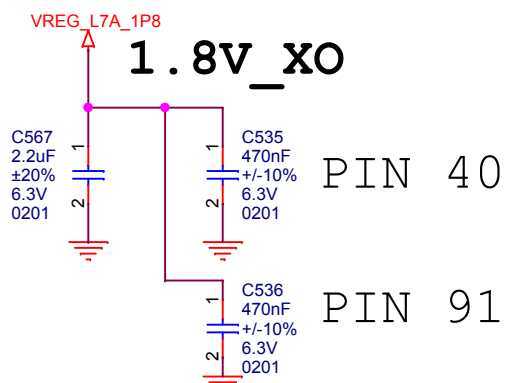 VREG_L7A_1P8
1.8V_XO
C567
2.2uF
±20%
6.3V
0201
1
2
C535
470nF
+/-10%
6.3V
0201
1
2
PIN 40
C536
470nF
+/-10%
6.3V
0201
1
2
PIN 91